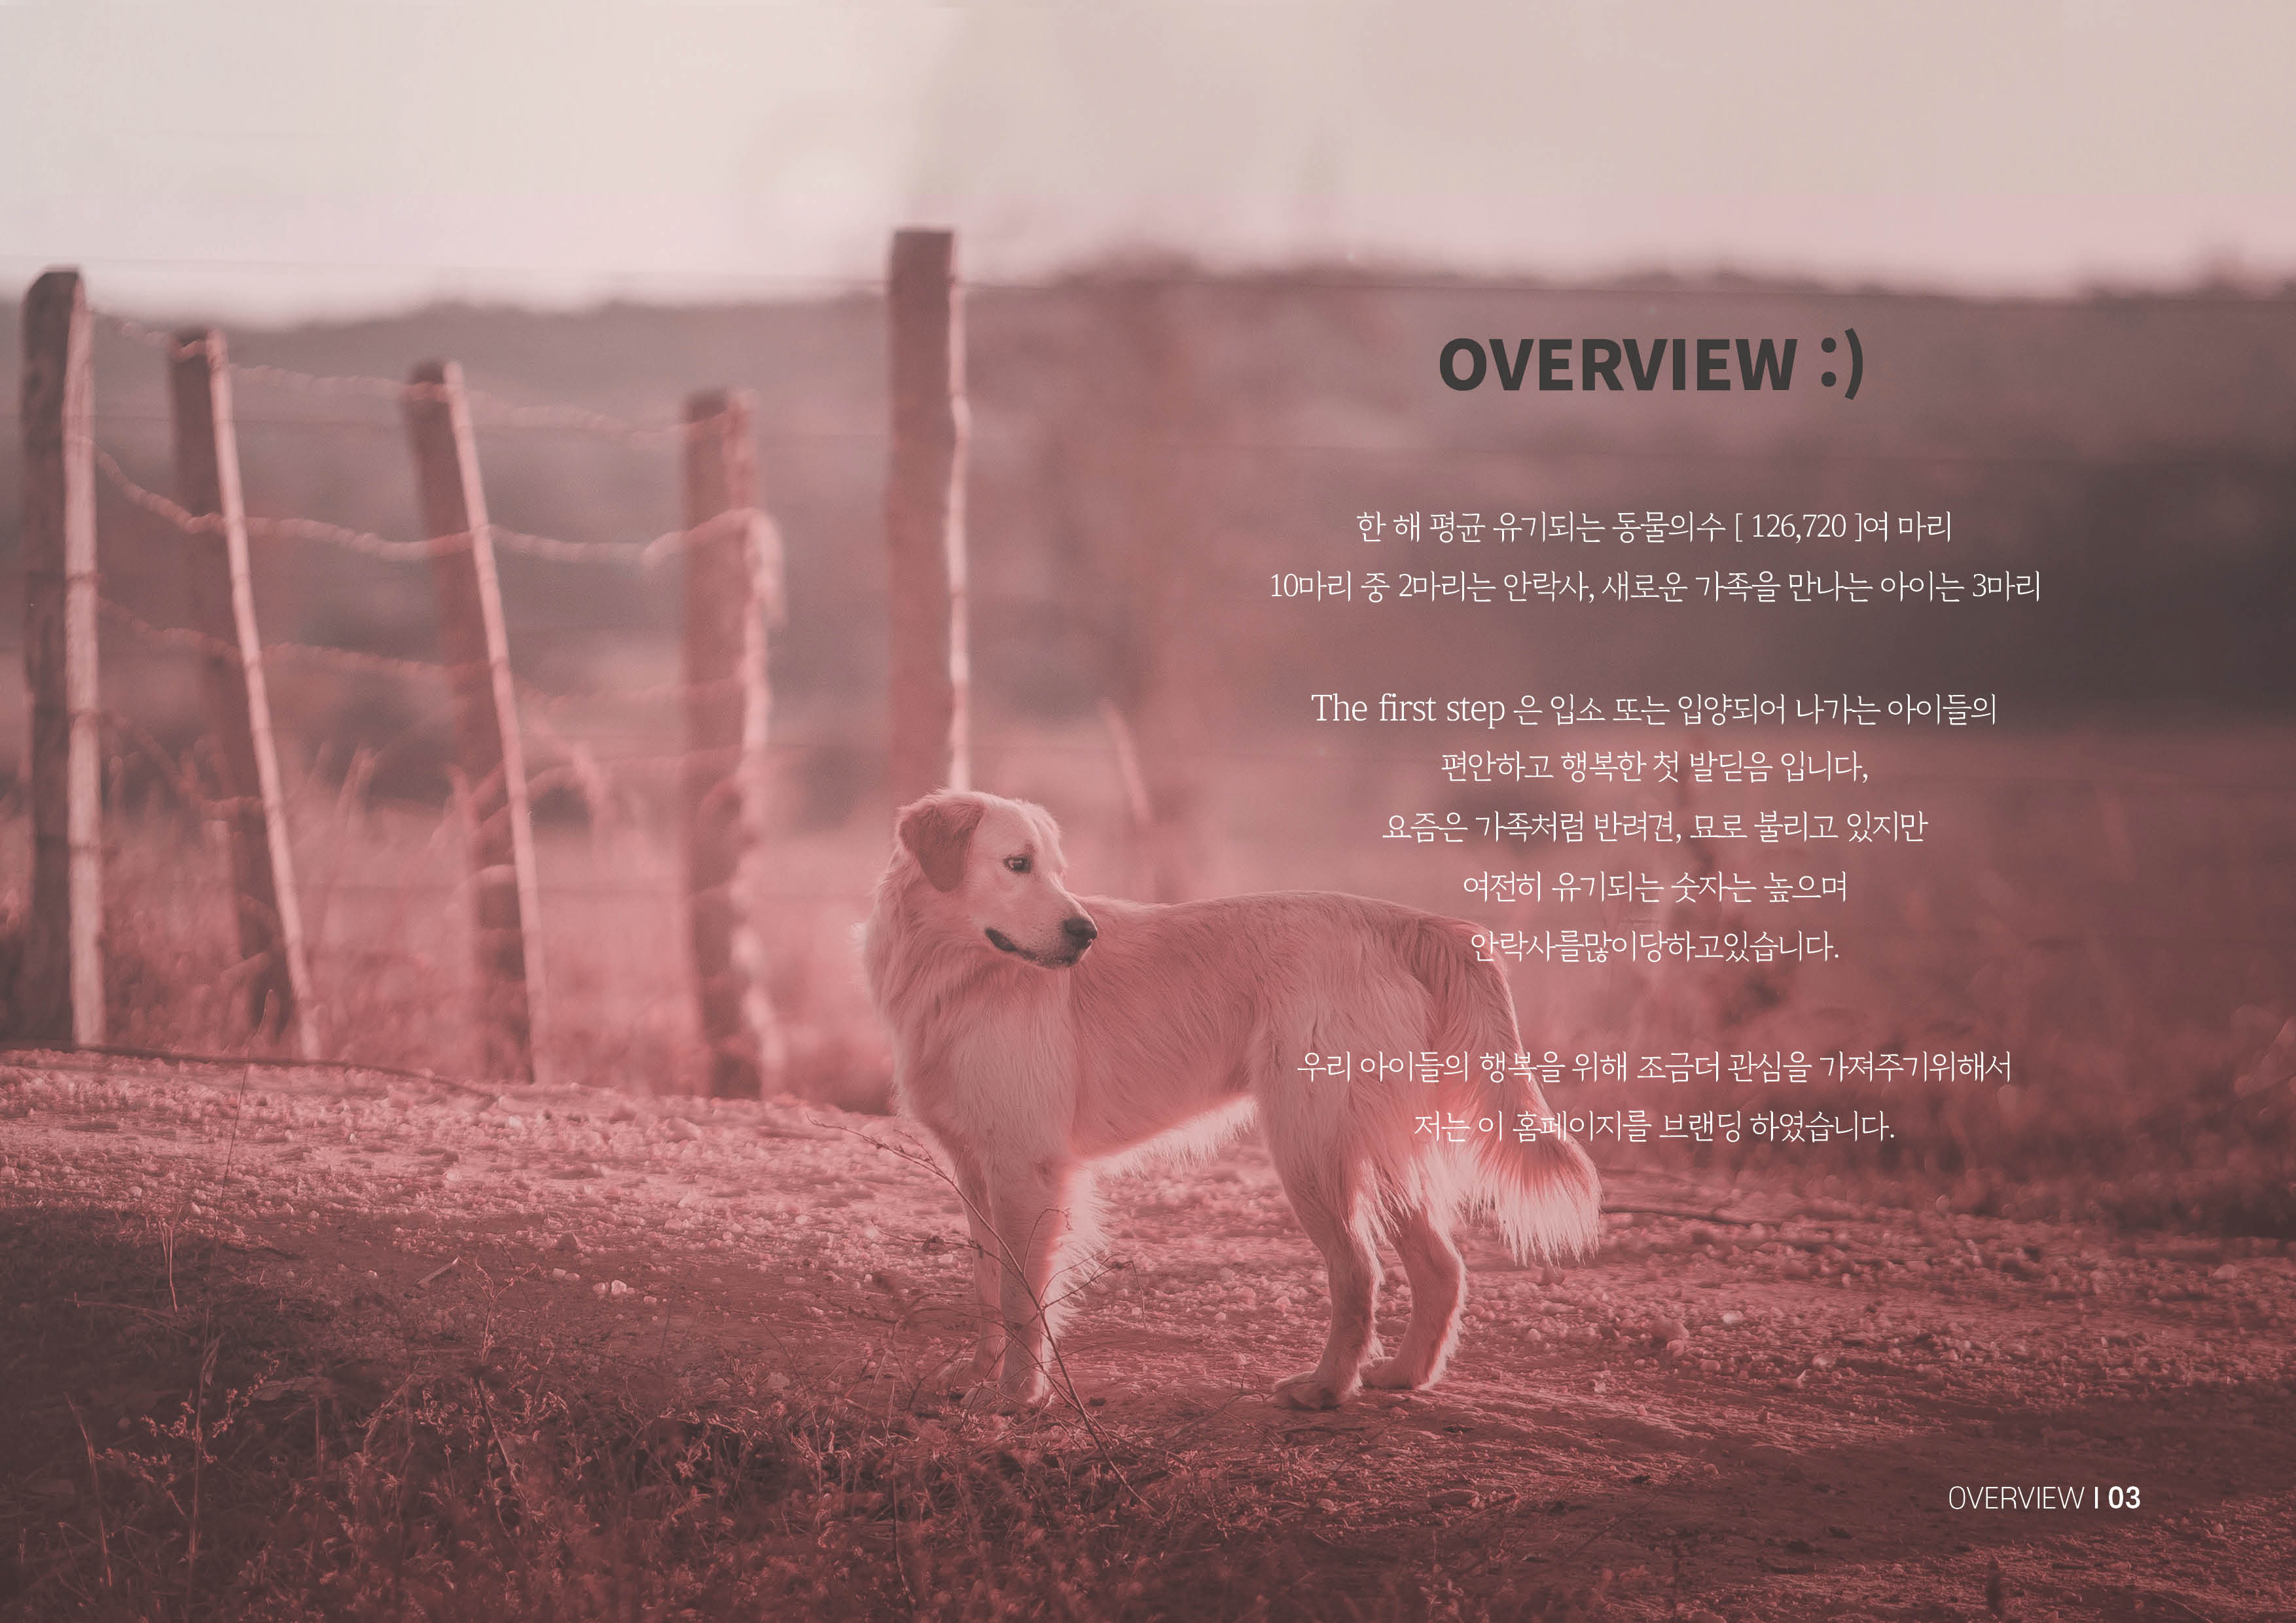 OVERVIEW :)
한 해 평균 유기되는 동물의수 [ 126,720 ]여 마리
10마리 중 2마리는 안락사, 새로운 가족을 만나는 아이는 3마리
The first step 은 입소 또는 입양되어 나가는 아이들의
편안하고 행복한 첫 발딛음 입니다,
요즘은 가족처럼 반려견, 묘로 불리고 있지만
여전히 유기되는 숫자는 높으며
안락사를많이당하고있습니다.
우리 아이들의 행복을 위해 조금더 관심을 가져주기위해서
저는 이 홈페이지를 브랜딩 하였습니다.
OVERVIEW | 03